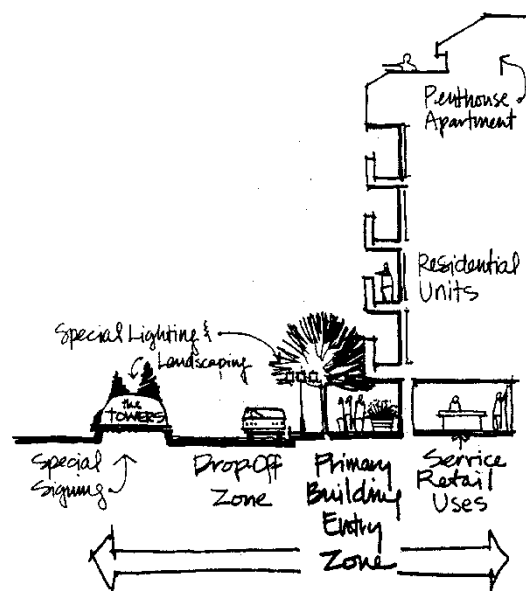 Penthouse
Apartment
Residential
Units
Special Lighting &
Landscaping
the
TOWERS
Special
Signing
Drop-Off
Zone
Primary
Building
Entry
Zone
Service
Retail
Uses